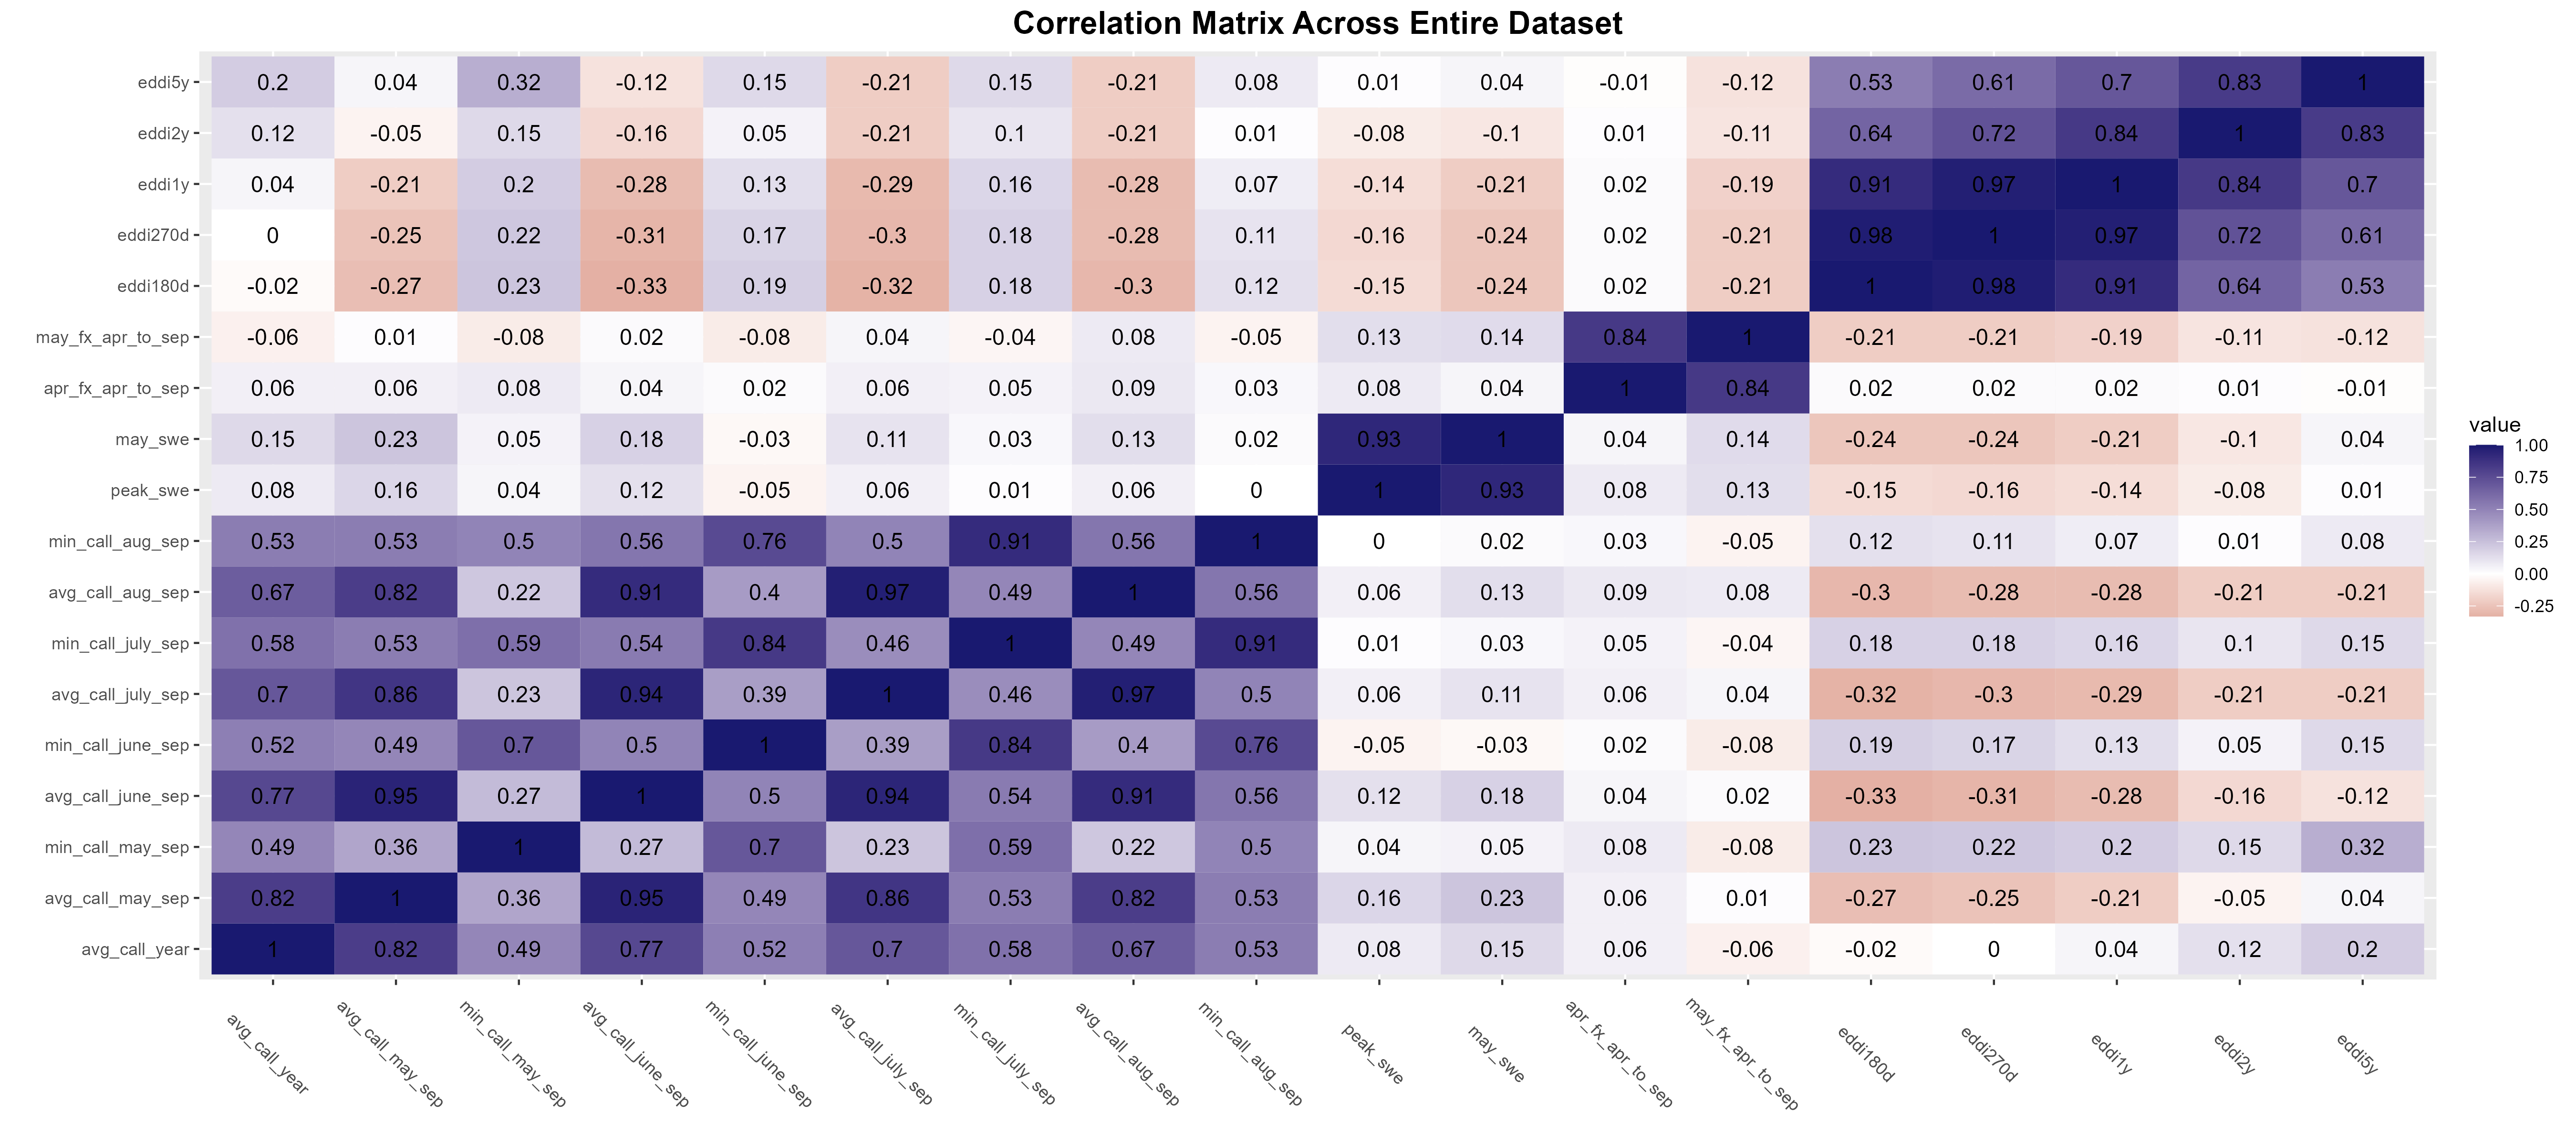 Correlation Matrix Across Entire Dataset
eddi5y 0.2 0.04 0.32 -0.12 0.15 -0.21 0.15 -0.21 0.08 0.01 0.04 -0.01 -0.12 0.53 0.61 0.7 0.83 1
eddi2y 0.12 -0.05 0.15 -0.16 0.05 -0.21 0.1 -0.21 0.01 -0.08 -0.1 0.01 -0.11 0.64 0.72 0.84 1 0.83
eddi1y 0.04 -0.21 0.2 -0.28 0.13 -0.29 0.16 -0.28 0.07 -0.14 -0.21 0.02 -0.19 0.91 0.97 1 0.84 0.7
eddi270d 0 -0.25 0.22 -0.31 0.17 -0.3 0.18 -0.28 0.11 -0.16 -0.24 0.02 -0.21 0.98 1 0.97 0.72 0.61
eddi180d -0.02 -0.27 0.23 -0.33 0.19 -0.32 0.18 -0.3 0.12 -0.15 -0.24 0.02 -0.21 1 0.98 0.91 0.64 0.53
may_fx_apr_to_sep -0.06 0.01 -0.08 0.02 -0.08 0.04 -0.04 0.08 -0.05 0.13 0.14 0.84 1 -0.21 -0.21 -0.19 -0.11 -0.12
apr_fx_apr_to_sep 0.06 0.06 0.08 0.04 0.02 0.06 0.05 0.09 0.03 0.08 0.04 1 0.84 0.02 0.02 0.02 0.01 -0.01
may_swe 0.15 0.23 0.05 0.18 -0.03 0.11 0.03 0.13 0.02 0.93 1 0.04 0.14 -0.24 -0.24 -0.21 -0.1 0.04
peak_swe 0.08 0.16 0.04 0.12 -0.05 0.06 0.01 0.06 0 1 0.93 0.08 0.13 -0.15 -0.16 -0.14 -0.08 0.01
min_call_aug_sep 0.53 0.53 0.5 0.56 0.76 0.5 0.91 0.56 1 0 0.02 0.03 -0.05 0.12 0.11 0.07 0.01 0.08
avg_call_aug_sep 0.67 0.82 0.22 0.91 0.4 0.97 0.49 1 0.56 0.06 0.13 0.09 0.08 -0.3 -0.28 -0.28 -0.21 -0.21
min_call_july_sep 0.58 0.53 0.59 0.54 0.84 0.46 1 0.49 0.91 0.01 0.03 0.05 -0.04 0.18 0.18 0.16 0.1 0.15
avg_call_july_sep 0.7 0.86 0.23 0.94 0.39 1 0.46 0.97 0.5 0.06 0.11 0.06 0.04 -0.32 -0.3 -0.29 -0.21 -0.21
min_call_june_sep 0.52 0.49 0.7 0.5 1 0.39 0.84 0.4 0.76 -0.05 -0.03 0.02 -0.08 0.19 0.17 0.13 0.05 0.15
avg_call_june_sep 0.77 0.95 0.27 1 0.5 0.94 0.54 0.91 0.56 0.12 0.18 0.04 0.02 -0.33 -0.31 -0.28 -0.16 -0.12
min_call_may_sep 0.49 0.36 1 0.27 0.7 0.23 0.59 0.22 0.5 0.04 0.05 0.08 -0.08 0.23 0.22 0.2 0.15 0.32
avg_call_may_sep 0.82 1 0.36 0.95 0.49 0.86 0.53 0.82 0.53 0.16 0.23 0.06 0.01 -0.27 -0.25 -0.21 -0.05 0.04
avg_call_year 1 0.82 0.49 0.77 0.52 0.7 0.58 0.67 0.53 0.08 0.15 0.06 -0.06 -0.02 0 0.04 0.12 0.2
avg_call_year
avg_call_may_sep
min_call_may_sep
avg_call_june_sep
min_call_june_sep
avg_call_july_sep
min_call_july_sep
avg_call_aug_sep
min_call_aug_sep
peak_swe
may_swe
apr_fx_apr_to_sep
may_fx_apr_to_sep
eddi180d
eddi270d
eddi1y
eddi2y
eddi5y
value
1.00
0.75
0.50
0.25
0.00
-0.25